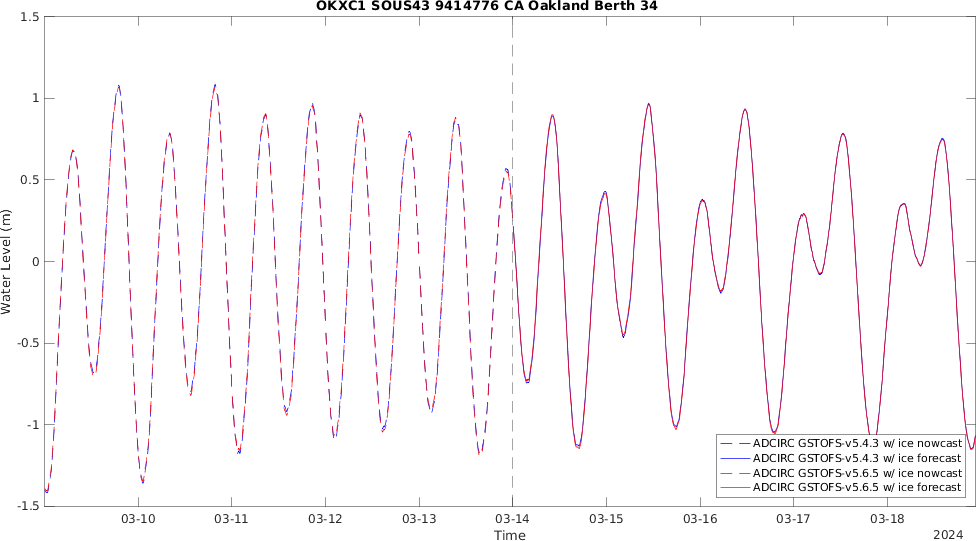 OKXC1 SOUS43 9414776 CA Oakland Berth 34
1.5
1
0.5
0
-0.5
-1
-1.5
Water Level (m)
03-10 03-11 03-12 03-13 03-14 03-15 03-16 03-17 03-18
Time
2024
ADCIRC GSTOFS-v5.4.3 w/ ice nowcast
ADCIRC GSTOFS-v5.4.3 w/ ice forecast
ADCIRC GSTOFS-v5.6.5 w/ ice nowcast
ADCIRC GSTOFS-v5.6.5 w/ ice forecast